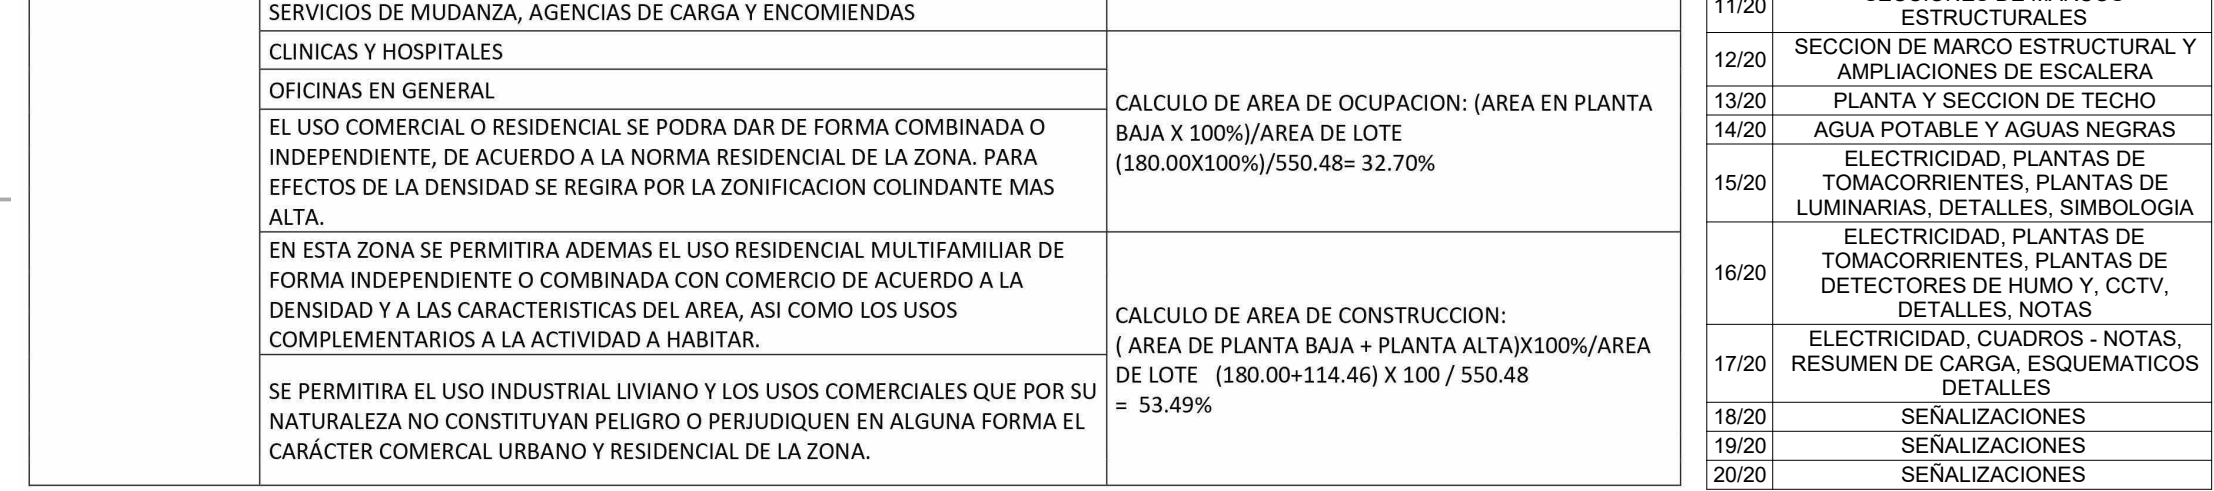 SERVICIOS DE MUDANZA, AGENCIAS DE CARGA Y ENCOMIENDAS
CLINICAS Y HOSPITALES
OFICINAS EN GENERAL
EL USO COMERCIAL O RESIDENCIAL SE PODRA DAR DE FORMA COMBINADA O
INDEPENDIENTE, DE ACUERDO A LA NORMA RESIDENCIAL DE LA ZONA. PARA
EFECTOS DE LA DENSIDAD SE REGIRA POR LA ZONIFICACION COLINDANTE MAS
ALTA.
EN ESTA ZONA SE PERMITIRA ADEMAS EL USO RESIDENCIAL MULTIFAMILIAR DE
FORMA INDEPENDIENTE O COMBINADA CON COMERCIO DE ACUERDO A LA
DENSIDAD Y A LAS CARACTERISTICAS DEL AREA, ASI COMO LOS USOS
COMPLEMENTARIOS A LA ACTIVIDAD A HABITAR.
SE PERMITIRA EL USO INDUSTRIAL LIVIANO Y LOS USOS COMERCIALES QUE POR SU
NATURALEZA NO CONSTITUYAN PELIGRO O PERJUDIQUEN EN ALGUNA FORMA EL
CARÁCTER COMERCAL URBANO Y RESIDENCIAL DE LA ZONA.
CALCULO DE AREA DE OCUPACION: (AREA EN PLANTA
BAJA X 100%)/AREA DE LOTE
(180.00X100%)/550.48= 32.70%
CALCULO DE AREA DE CONSTRUCCION:
( AREA DE PLANTA BAJA + PLANTA ALTA)X100%/AREA
DE LOTE (180.00+114.46) X 100 / 550.48
= 53.49%
11/20
ESTRUCTURALES
12/20
SECCION DE MARCO ESTRUCTURAL Y
AMPLIACIONES DE ESCALERA
13/20
PLANTA Y SECCION DE TECHO
14/20
AGUA POTABLE Y AGUAS NEGRAS
15/20
ELECTRICIDAD, PLANTAS DE
TOMACORRIENTES, PLANTAS DE
LUMINARIAS, DETALLES, SIMBOLOGIA
16/20
ELECTRICIDAD, PLANTAS DE
TOMACORRIENTES, PLANTAS DE
DETECTORES DE HUMO Y, CCTV,
DETALLES, NOTAS
17/20
ELECTRICIDAD, CUADROS - NOTAS,
RESUMEN DE CARGA, ESQUEMATICOS
DETALLES
18/20
SEÑALIZACIONES
19/20
SEÑALIZACIONES
20/20
SEÑALIZACIONES